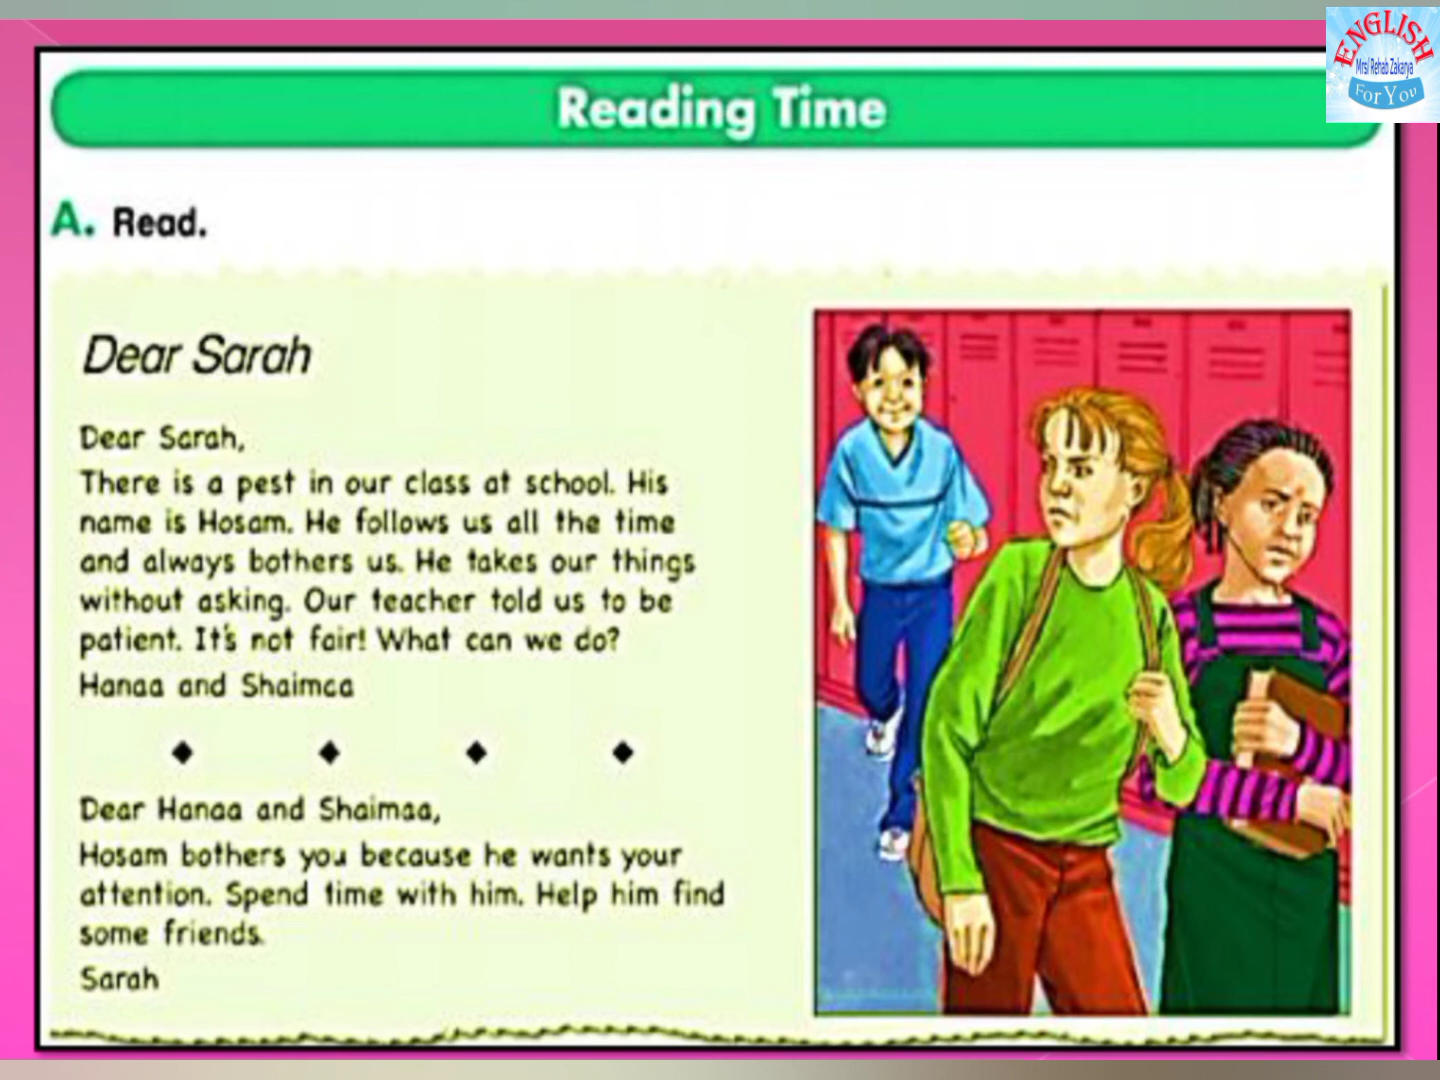 ENGLISH
Mrs/ Rehab Zakarya
For You
Reading Time
A. Read.
Dear Sarah
Dear Sarah,
There is a pest in our class at school. His
name is Hosam. He follows us all the time
and always bothers us. He takes our things
without asking. Our teacher told us to be
patient. It's not fair! What can we do?
Hanaa and Shaimaa
Dear Hanaa and Shaimaa,
Hosam bothers you because he wants your
attention. Spend time with him. Help him find
some friends.
Sarah